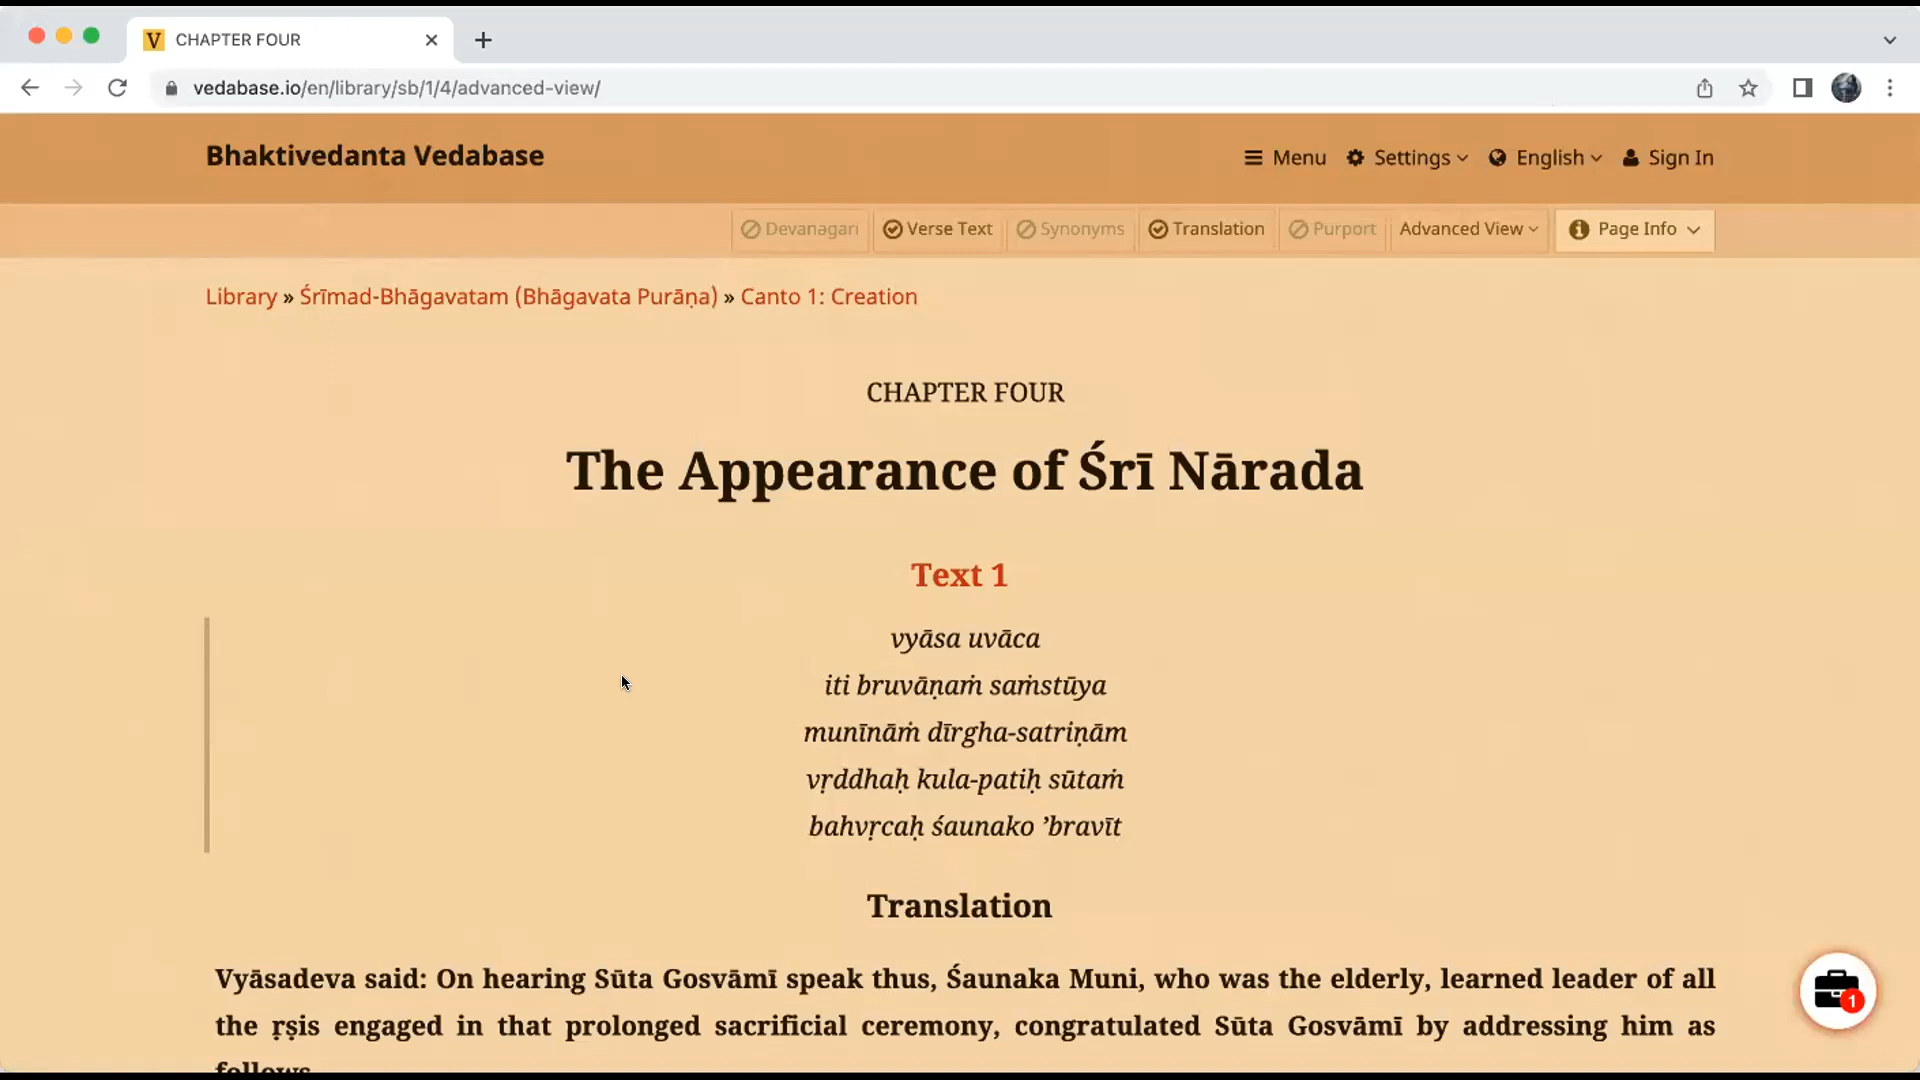 CHAPTER FOUR
vedabase.io/en/library/sb/1/4/advanced-view/
Bhaktivedanta Vedabase
Menu Settings English Sign In
Devanagari Verse Text Synonyms Translation Purport Advanced View Page Info
Library » Śrīmad-Bhāgavatam (Bhāgavata Purāṇa) » Canto 1: Creation
CHAPTER FOUR
The Appearance of Śrī Nārada
Text 1
vyāsa uvāca
iti bruvāṇaṁ saṁstūya
munīnāṁ dīrgha-satriṇām
vṛddhaḥ kula-patiḥ sūtaṁ
bahvṛcaḥ śaunako ’bravīt
Translation
Vyāsadeva said: On hearing Sūta Gosvāmī speak thus, Śaunaka Muni, who was the elderly, learned leader of all
the ṛṣis engaged in that prolonged sacrificial ceremony, congratulated Sūta Gosvāmī by addressing him as
follows
1